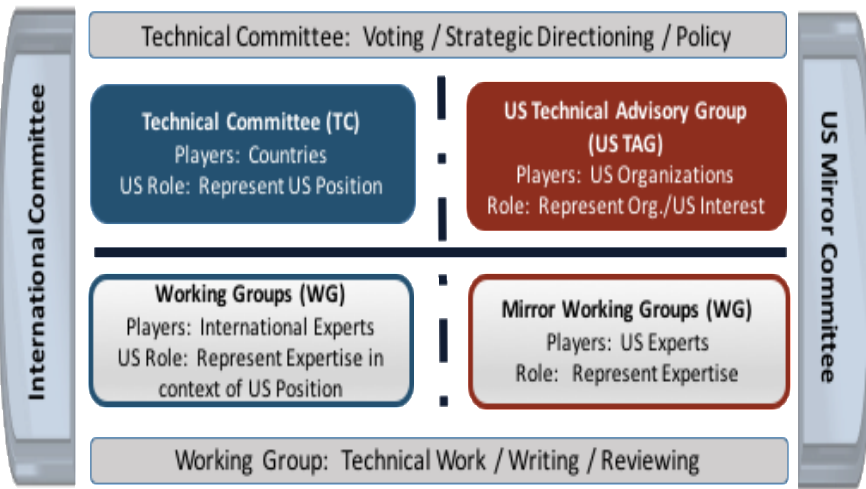 Technical Committee: Voting / Strategic Directioning / Policy
International Committee
Technical Committee (TC)
Players: Countries
US Role: Represent US Position
US Technical Advisory Group
(US TAG)
Players: US Organizations
Role: Represent Org./US Interest
US Mirror Committee
Working Groups (WG)
Players: International Experts
US Role: Represent Expertise in
context of US Position
Mirror Working Groups (WG)
Players: US Experts
Role: Represent Expertise
Working Group: Technical Work / Writing / Reviewing